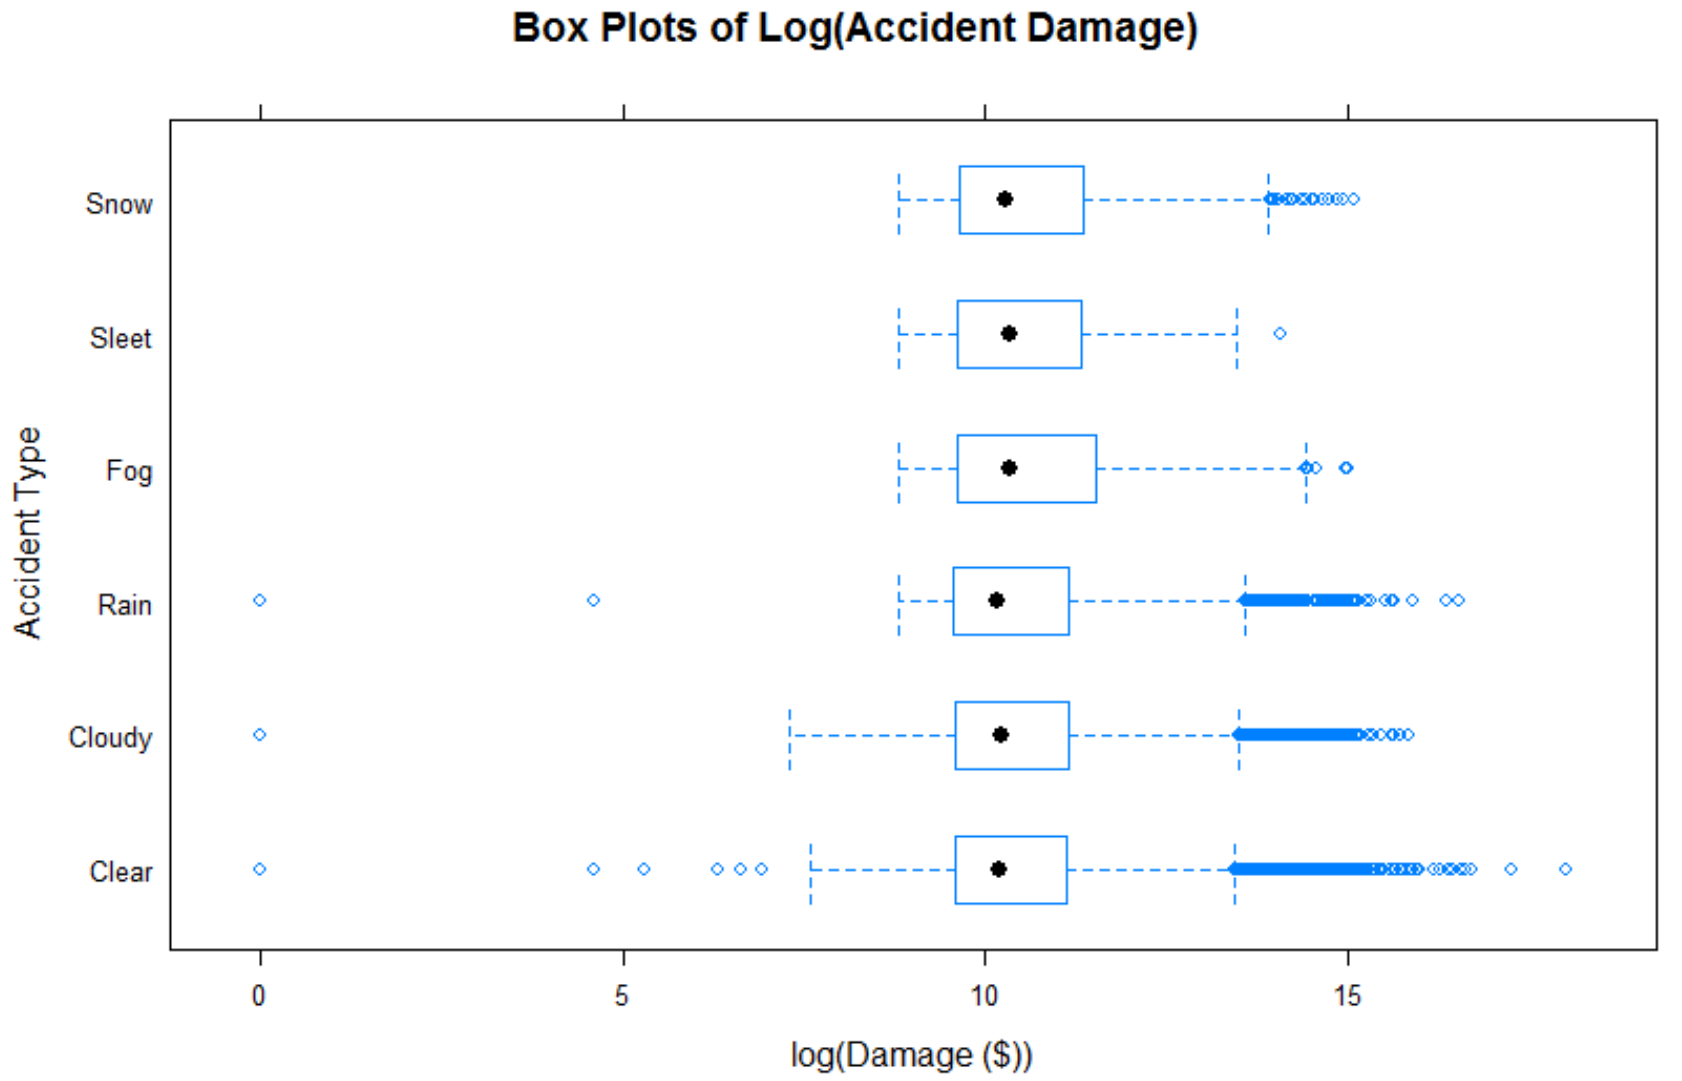 Box Plots of Log(Accident Damage)
Snow
Sleet
Fog
Rain
Cloudy
Clear
Accident Type
0 5 10 15
log(Damage ($))